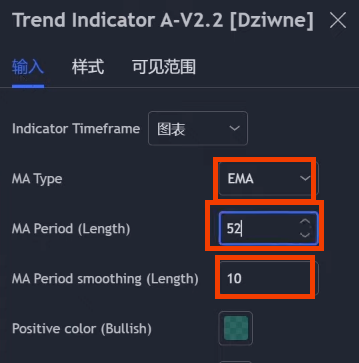 Trend Indicator A-V2.2 [Dziwne]
输入 样式 可见范围
Indicator Timeframe 图表
MA Type EMA
MA Period (Length) 52
MA Period smoothing (Length) 10
Positive color (Bullish)